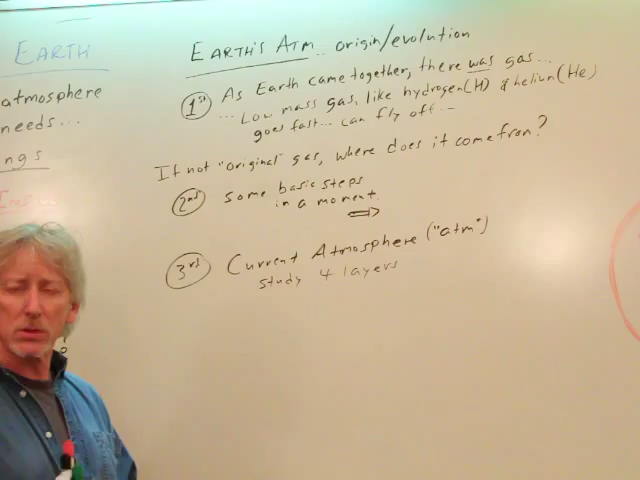 EARTH
atmosphere
needs...
ngs
EARTH'S ATM... origin/evolution
1st As Earth came together, there was gas...
... Low mass gas, like hydrogen(H) & helium(He)
goes fast... can fly off...
If not "original" gas, where does it come from?
2nd some basic steps
in a moment.
3rd Current Atmosphere ("atm")
study 4 layers